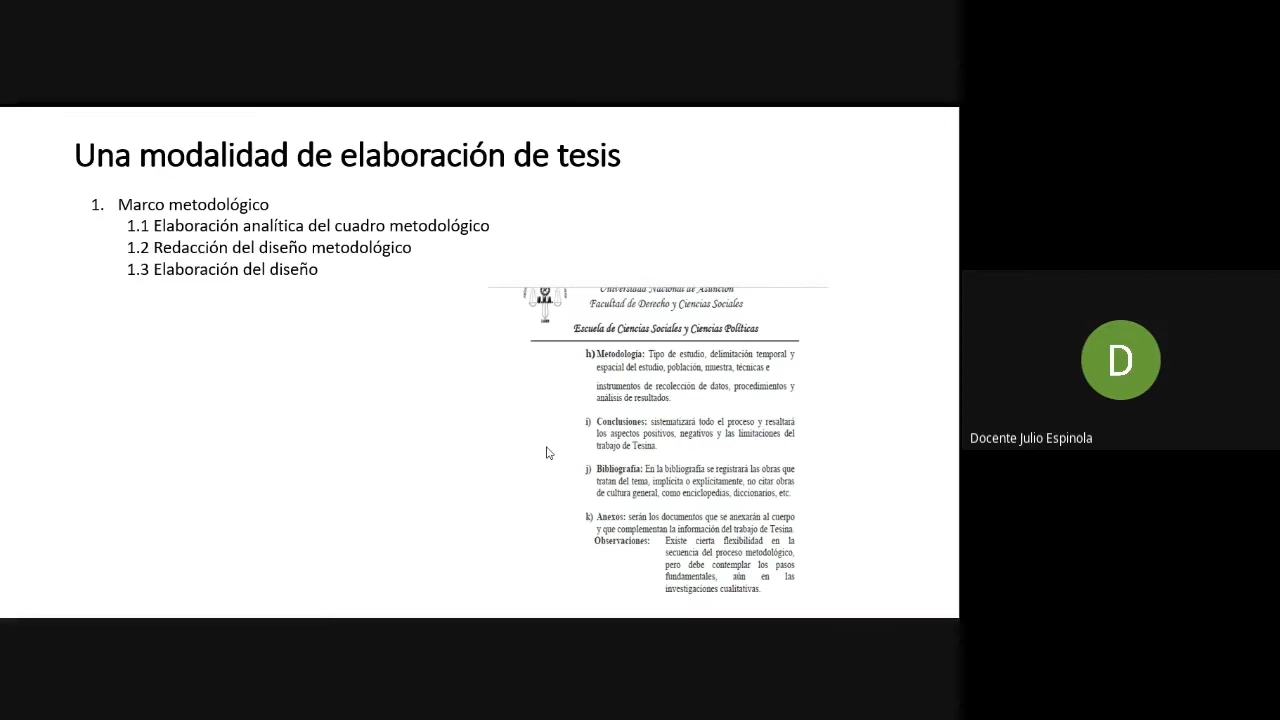 Una modalidad de elaboración de tesis
1. Marco metodológico
1.1 Elaboración analítica del cuadro metodológico
1.2 Redacción del diseño metodológico
1.3 Elaboración del diseño
Universidad Nacional de Asunción
Facultad de Derecho y Ciencias Sociales
Escuela de Ciencias Sociales y Ciencias Políticas
h) Metodología: Tipo de estudio, delimitación temporal y
espacial del estudio, población, muestra, técnicas e
instrumentos de recolección de datos, procedimientos y
análisis de resultados.
i) Conclusiones: sistematizará todo el proceso y resaltará
los aspectos positivos, negativos y las limitaciones del
trabajo de Tesina.
j) Bibliografía: En la bibliografía se registrará las obras que
tratan del tema, implícita o explícitamente, no citar obras
de cultura general, como enciclopedias, diccionarios, etc.
k) Anexos: serán los documentos que se anexarán al cuerpo
y que complementan la información del trabajo de Tesina.
Observaciones: Existe cierta flexibilidad en la
secuencia del proceso metodológico,
pero debe contemplar los pasos
fundamentales, aún en las
investigaciones cualitativas.
D
Docente Julio Espinola